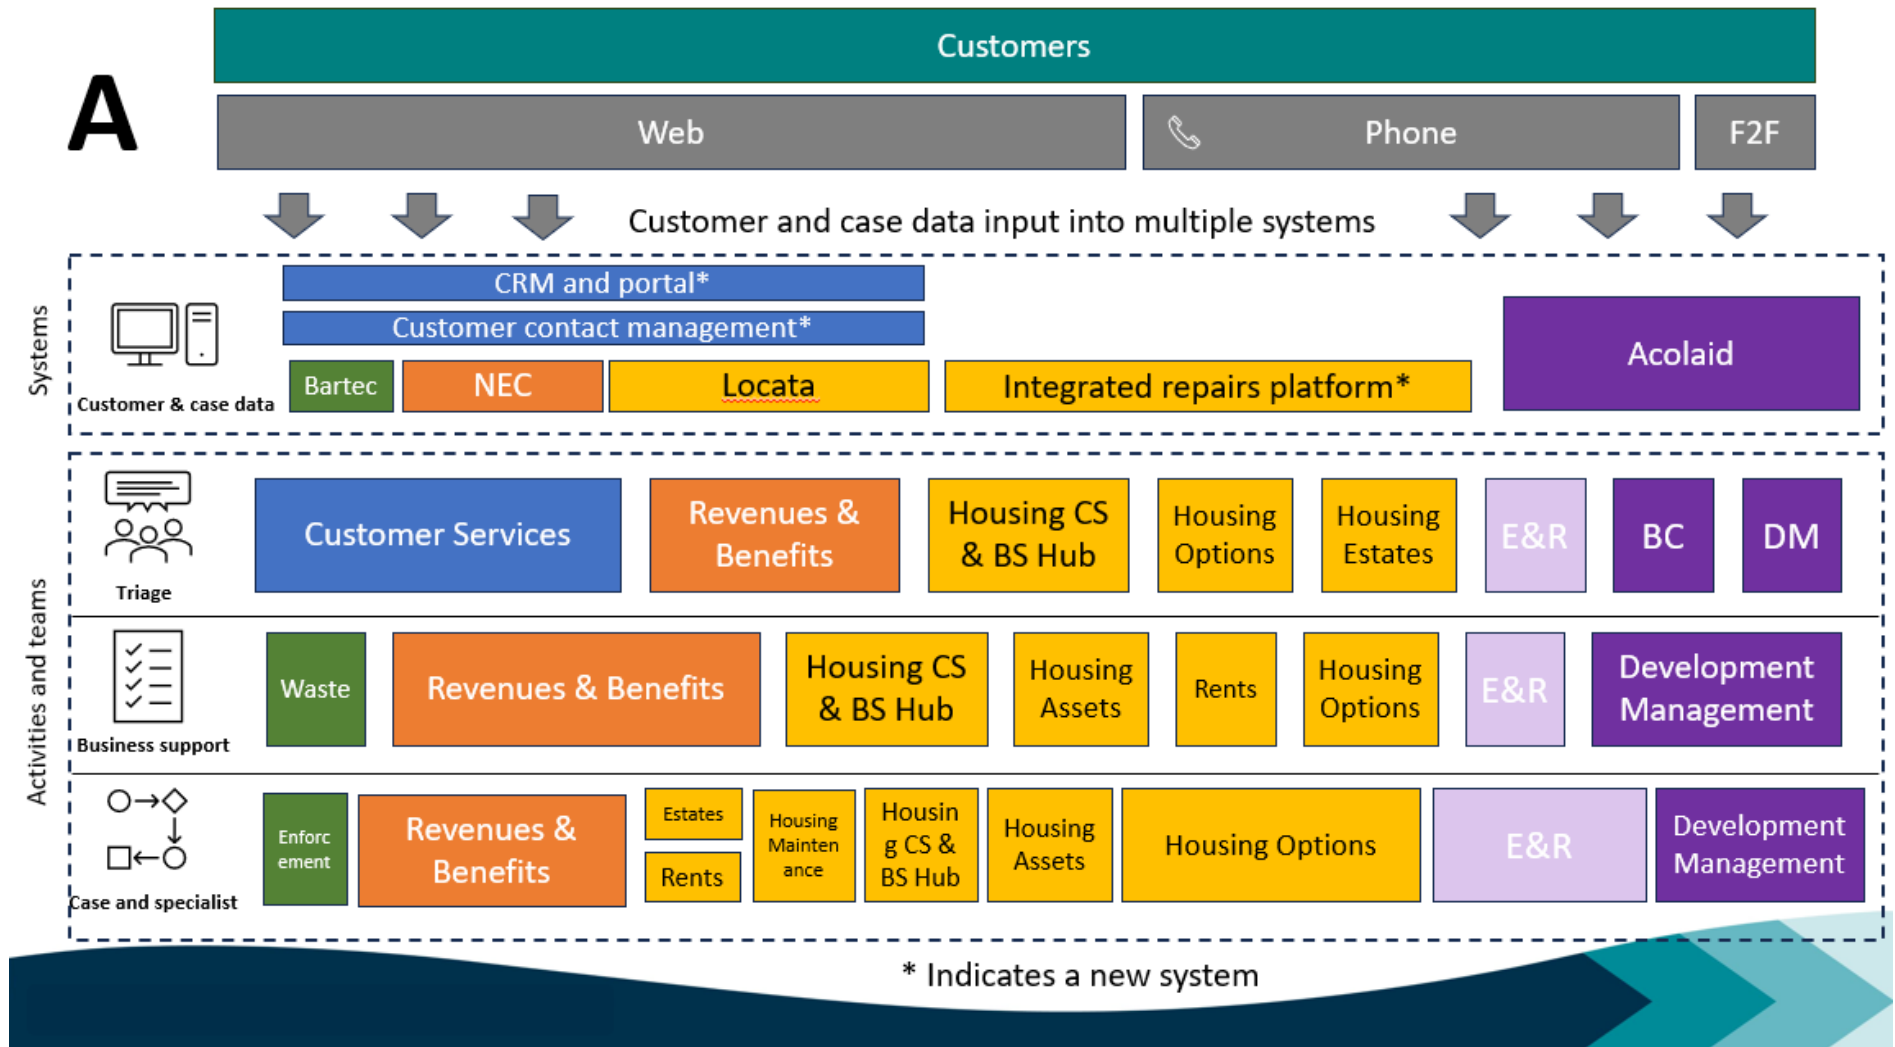 A
Customers
Web
Phone
F2F
Customer and case data input into multiple systems
Systems
Customer & case data
CRM and portal*
Customer contact management*
Bartec
NEC
Locata
Integrated repairs platform*
Acolaid
Activities and teams
Triage
Customer Services
Revenues &
Benefits
Housing CS
& BS Hub
Housing
Options
Housing
Estates
E&R
BC
DM
Business support
Waste
Revenues & Benefits
Housing CS
& BS Hub
Housing
Assets
Rents
Housing
Options
E&R
Development
Management
Case and specialist
Enforc
ement
Revenues &
Benefits
Estates
Rents
Housing
Mainten
ance
Housin
g CS &
BS Hub
Housing
Assets
Housing Options
E&R
Development
Management
* Indicates a new system